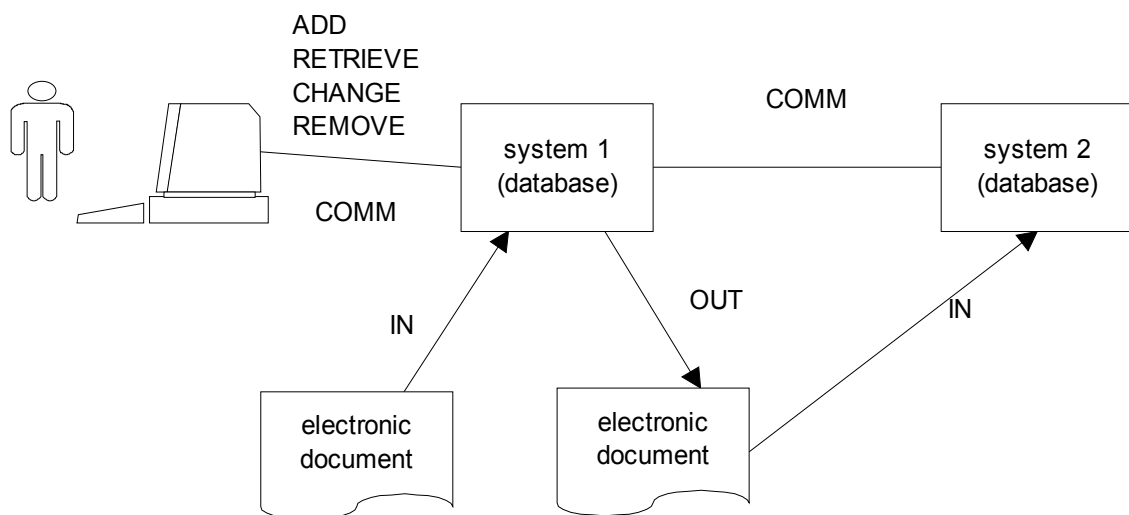 ADD
RETRIEVE
CHANGE
REMOVE
COMM
COMM
system 1
(database)
system 2
(database)
IN
OUT
IN
electronic
document
electronic
document